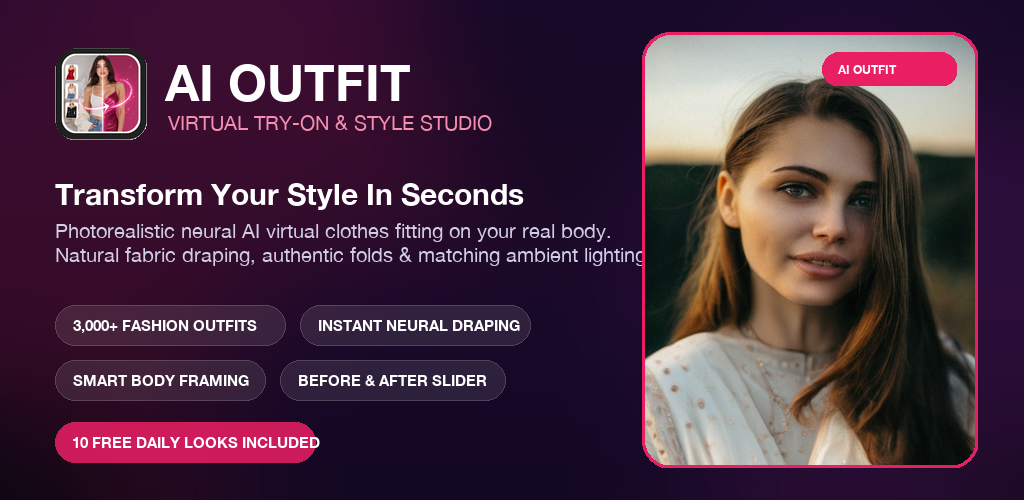 AI OUTFIT
VIRTUAL TRY-ON & STYLE STUDIO
Transform Your Style In Seconds
Photorealistic neural AI virtual clothes fitting on your real body.
Natural fabric draping, authentic folds & matching ambient lighting
3,000+ FASHION OUTFITS
INSTANT NEURAL DRAPING
SMART BODY FRAMING
BEFORE & AFTER SLIDER
10 FREE DAILY LOOKS INCLUDED
AI OUTFIT